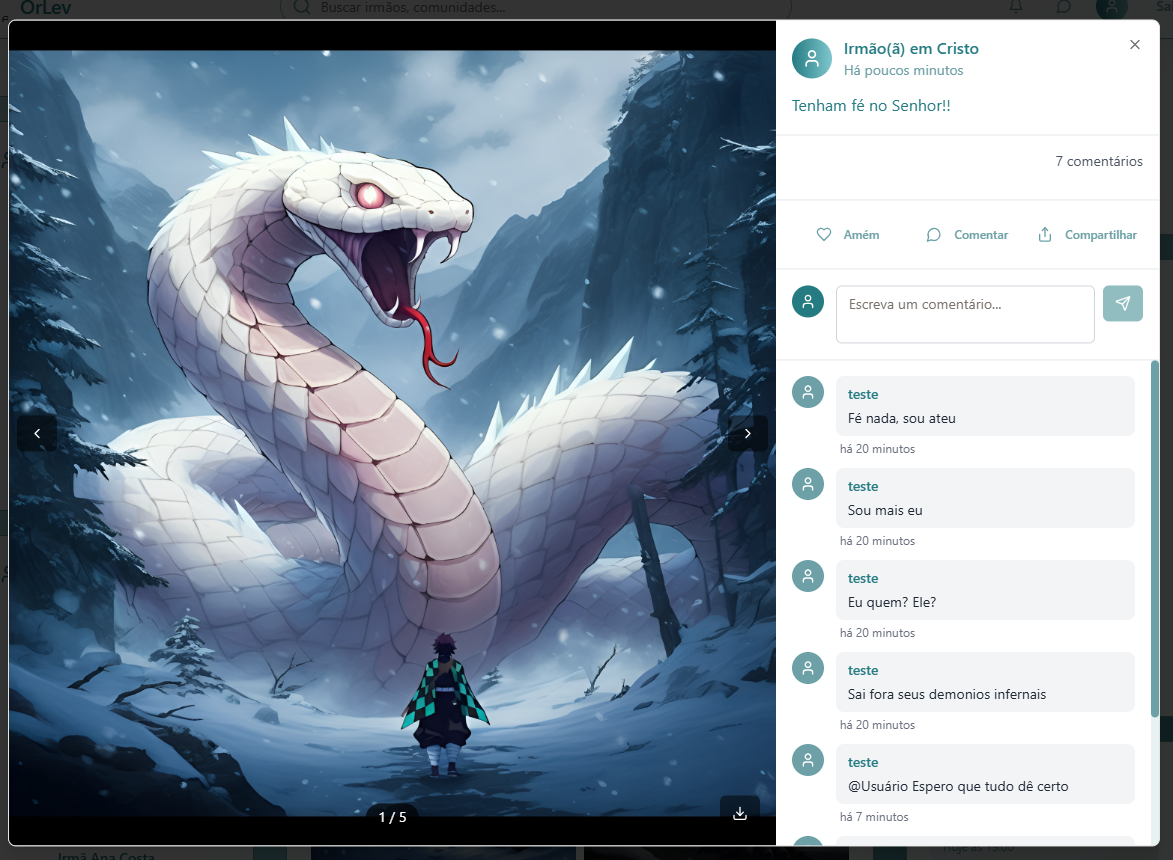 OrLev
Buscar irmãos, comunidades...
Irmão(ã) em Cristo
Há poucos minutos
Tenham fé no Senhor!!
7 comentários
Amém
Comentar
Compartilhar
Escreva um comentário...
teste
Fé nada, sou ateu
há 20 minutos
teste
Sou mais eu
há 20 minutos
teste
Eu quem? Ele?
há 20 minutos
teste
Sai fora seus demonios infernais
há 20 minutos
teste
@Usuário Espero que tudo dê certo
há 7 minutos
1 / 5
Irmã Ana Costa